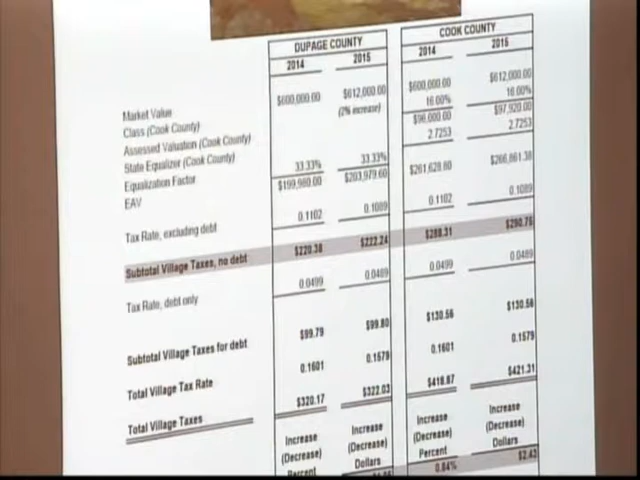 DUPAGE COUNTY COOK COUNTY
2014 2015 2014 2015
Market Value $600,000.00 $612,000.00 $600,000.00 $612,000.00
Class (Cook County) (2% increase) 16.00% 16.00%
Assessed Valuation (Cook County) $96,000.00 $97,920.00
State Equalizer (Cook County) 2.7253 2.7253
Equalization Factor 33.33% 33.33%
EAV $199,980.00 $203,979.60 $261,628.80 $266,861.38
Tax Rate, excluding debt 0.1102 0.1089 0.1102 0.1089
Subtotal Village Taxes, no debt $220.38 $222.24 $288.31 $290.75
Tax Rate, debt only 0.0499 0.0489 0.0499 0.0489
Subtotal Village Taxes for debt $99.79 $99.80 $130.56 $130.56
Total Village Tax Rate 0.1601 0.1579 0.1601 0.1579
Total Village Taxes $320.17 $322.03 $418.87 $421.31
Increase Increase Increase Increase
(Decrease) (Decrease) (Decrease) (Decrease)
Percent Dollars Percent Dollars
0.84% $2.43